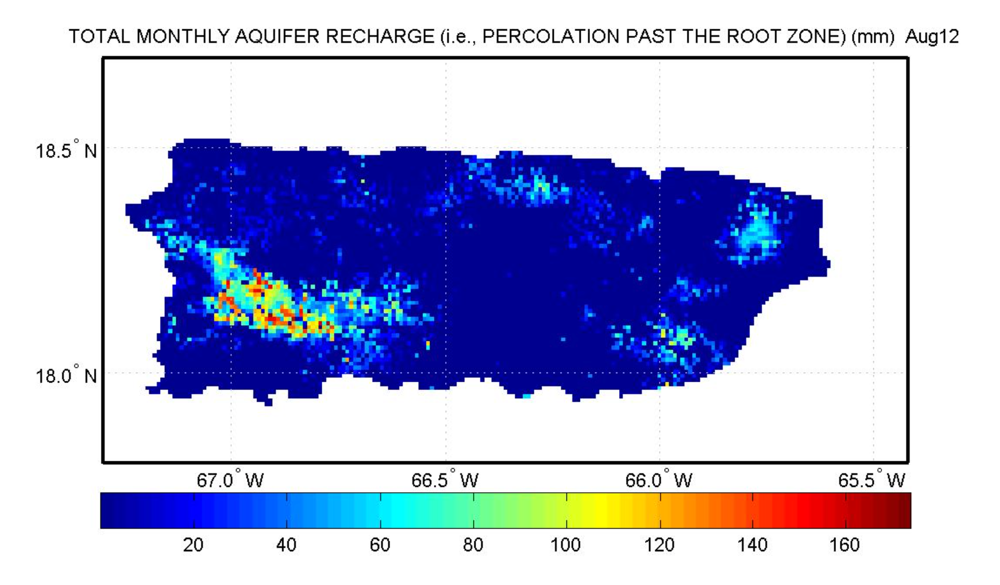 TOTAL MONTHLY AQUIFER RECHARGE (i.e., PERCOLATION PAST THE ROOT ZONE) (mm)  Aug12
18.5° N
18.0° N
67.0° W 66.5° W 66.0° W 65.5° W
20 40 60 80 100 120 140 160